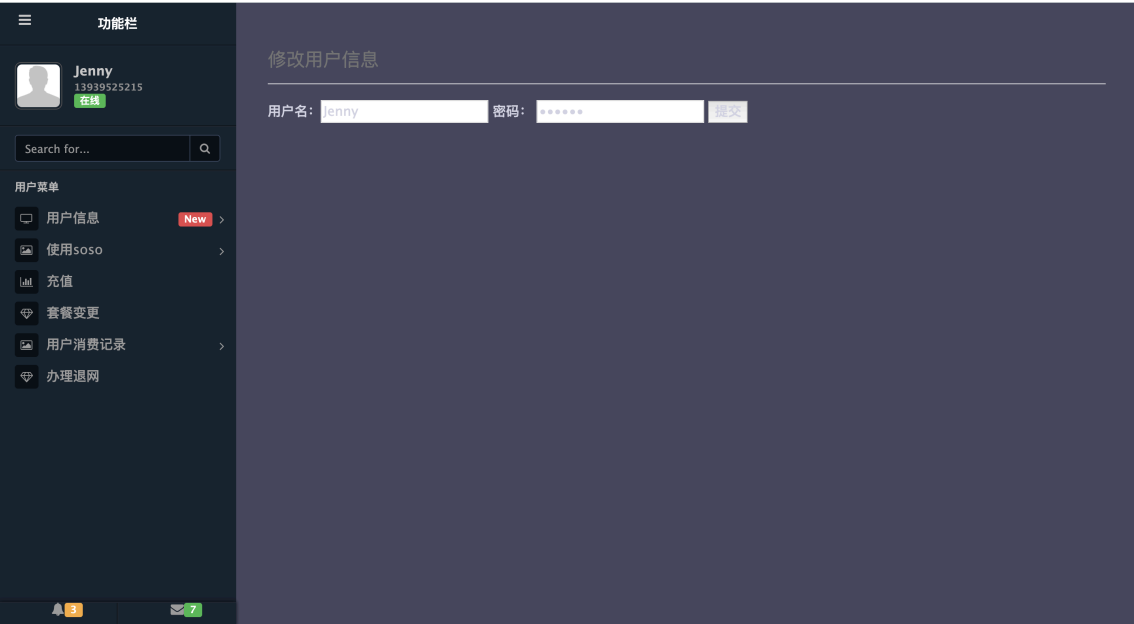 功能栏
Jenny
13939525215
在线
Search for...
用户菜单
用户信息 New
使用soso
充值
套餐变更
用户消费记录
办理退网
3 7
修改用户信息
用户名: Jenny 密码: •••••• 提交